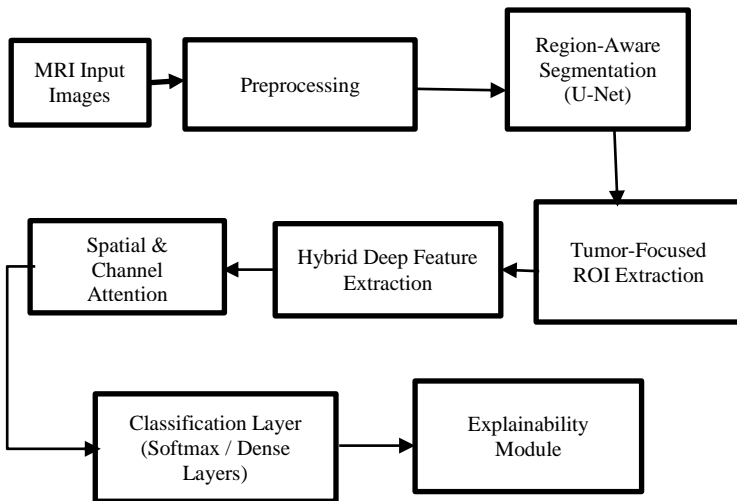 MRI Input
Images
Preprocessing
Region-Aware
Segmentation
(U-Net)
Tumor-Focused
ROI Extraction
Hybrid Deep Feature
Extraction
Spatial &
Channel
Attention
Classification Layer
(Softmax / Dense
Layers)
Explainability
Module